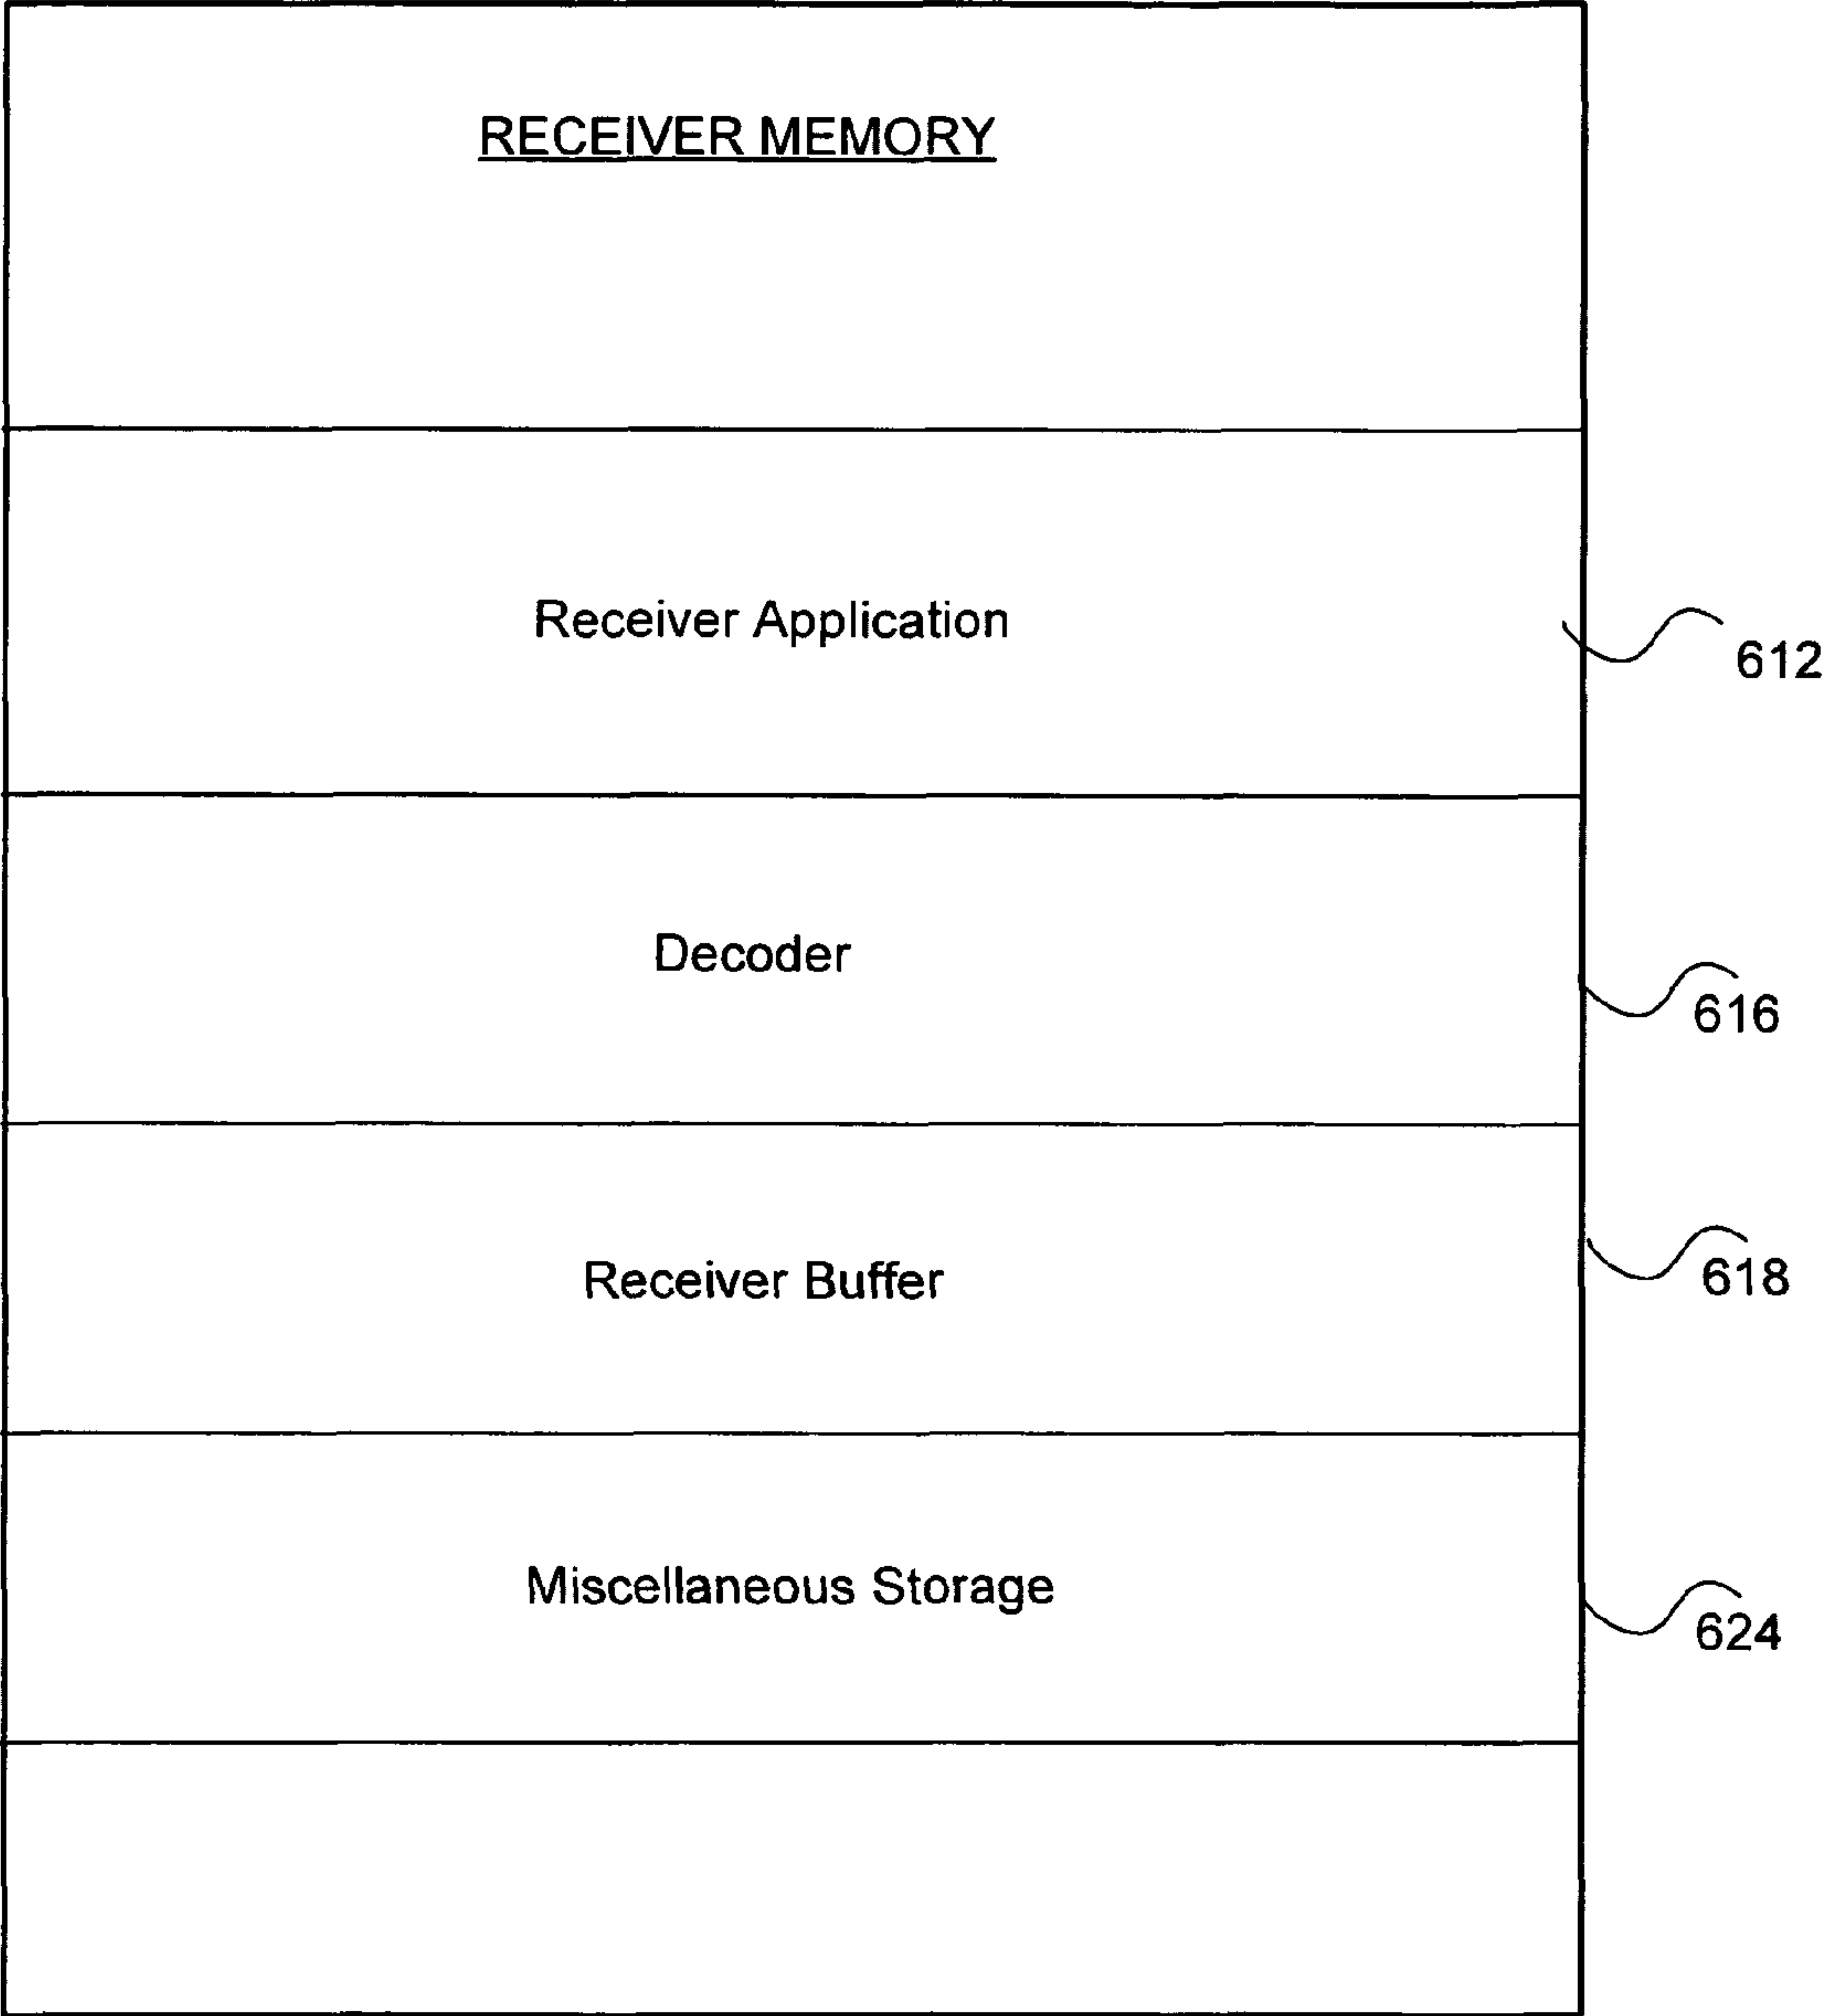 RECEIVER MEMORY
Receiver Application
612
Decoder
616
Receiver Buffer
618
Miscellaneous Storage
624